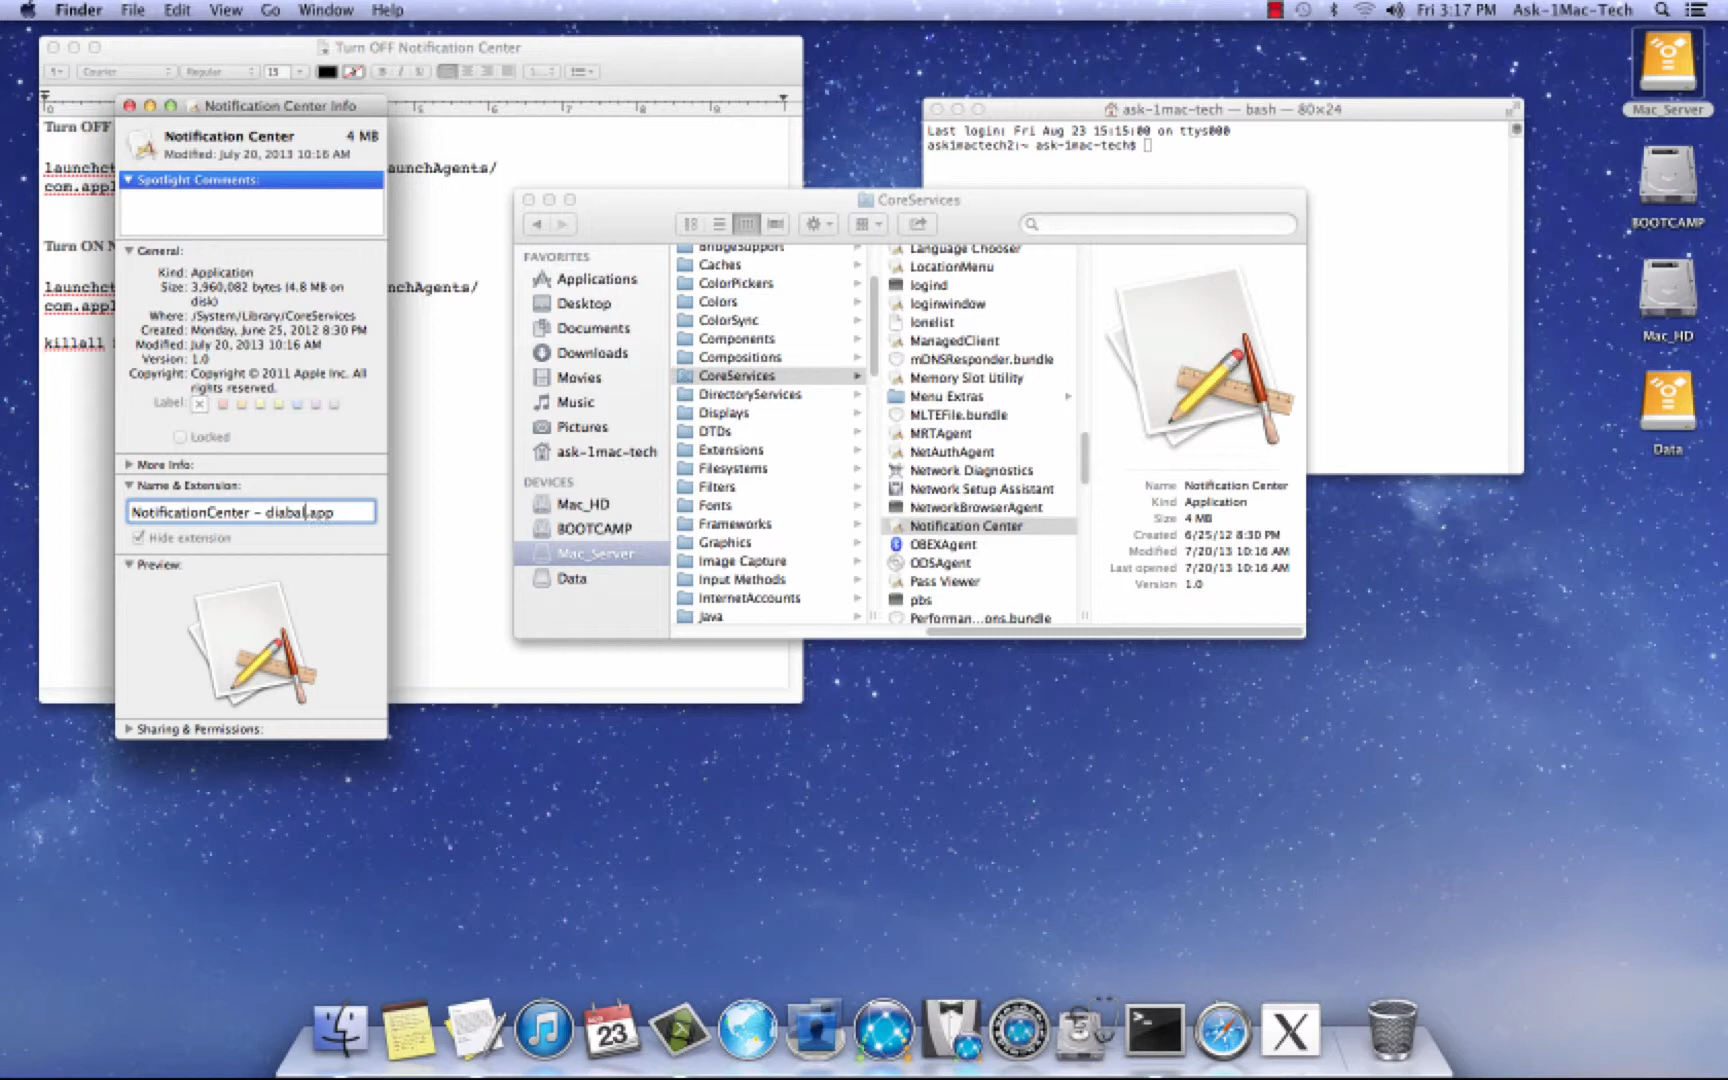 Finder File Edit View Go Window Help
Fri 3:17 PM Ask-1Mac-Tech
Turn OFF Notification Center
Courier Regular 13
Turn OFF
launchct
aunchAgents/
com.appl
Turn ON N
launchct
nchAgents/
com.appl
killall
Notification Center Info
Notification Center 4 MB
Modified: July 20, 2013 10:16 AM
Spotlight Comments:
General:
Kind: Application
Size: 3,960,082 bytes (4.8 MB on
disk)
Where: /System/Library/CoreServices
Created: Monday, June 25, 2012 8:30 PM
Modified: July 20, 2013 10:16 AM
Version: 1.0
Copyright: Copyright © 2011 Apple Inc. All
rights reserved.
Label:
Locked
More Info:
Name & Extension:
NotificationCenter – diabal.app
Hide extension
Preview:
Sharing & Permissions:
ask-1mac-tech — bash — 80×24
Last login: Fri Aug 23 15:15:00 on ttys000
ask1mactech2:~ ask-1mac-tech$
CoreServices
FAVORITES
Applications
Desktop
Documents
Downloads
Movies
Music
Pictures
ask-1mac-tech
DEVICES
Mac_HD
BOOTCAMP
Mac_Server
Data
BridgeSupport
Caches
ColorPickers
Colors
ColorSync
Components
Compositions
CoreServices
DirectoryServices
Displays
DTDs
Extensions
Filesystems
Filters
Fonts
Frameworks
Graphics
Image Capture
Input Methods
InternetAccounts
Java
Language Chooser
LocationMenu
logind
loginwindow
lonelist
ManagedClient
mDNSResponder.bundle
Memory Slot Utility
Menu Extras
MLTEFile.bundle
MRTAgent
NetAuthAgent
Network Diagnostics
Network Setup Assistant
NetworkBrowserAgent
Notification Center
OBEXAgent
ODSAgent
Pass Viewer
pbs
Performan...ons.bundle
Name Notification Center
Kind Application
Size 4 MB
Created 6/25/12 8:30 PM
Modified 7/20/13 10:16 AM
Last opened 7/20/13 10:16 AM
Version 1.0
Mac_Server
BOOTCAMP
Mac_HD
Data
23
X